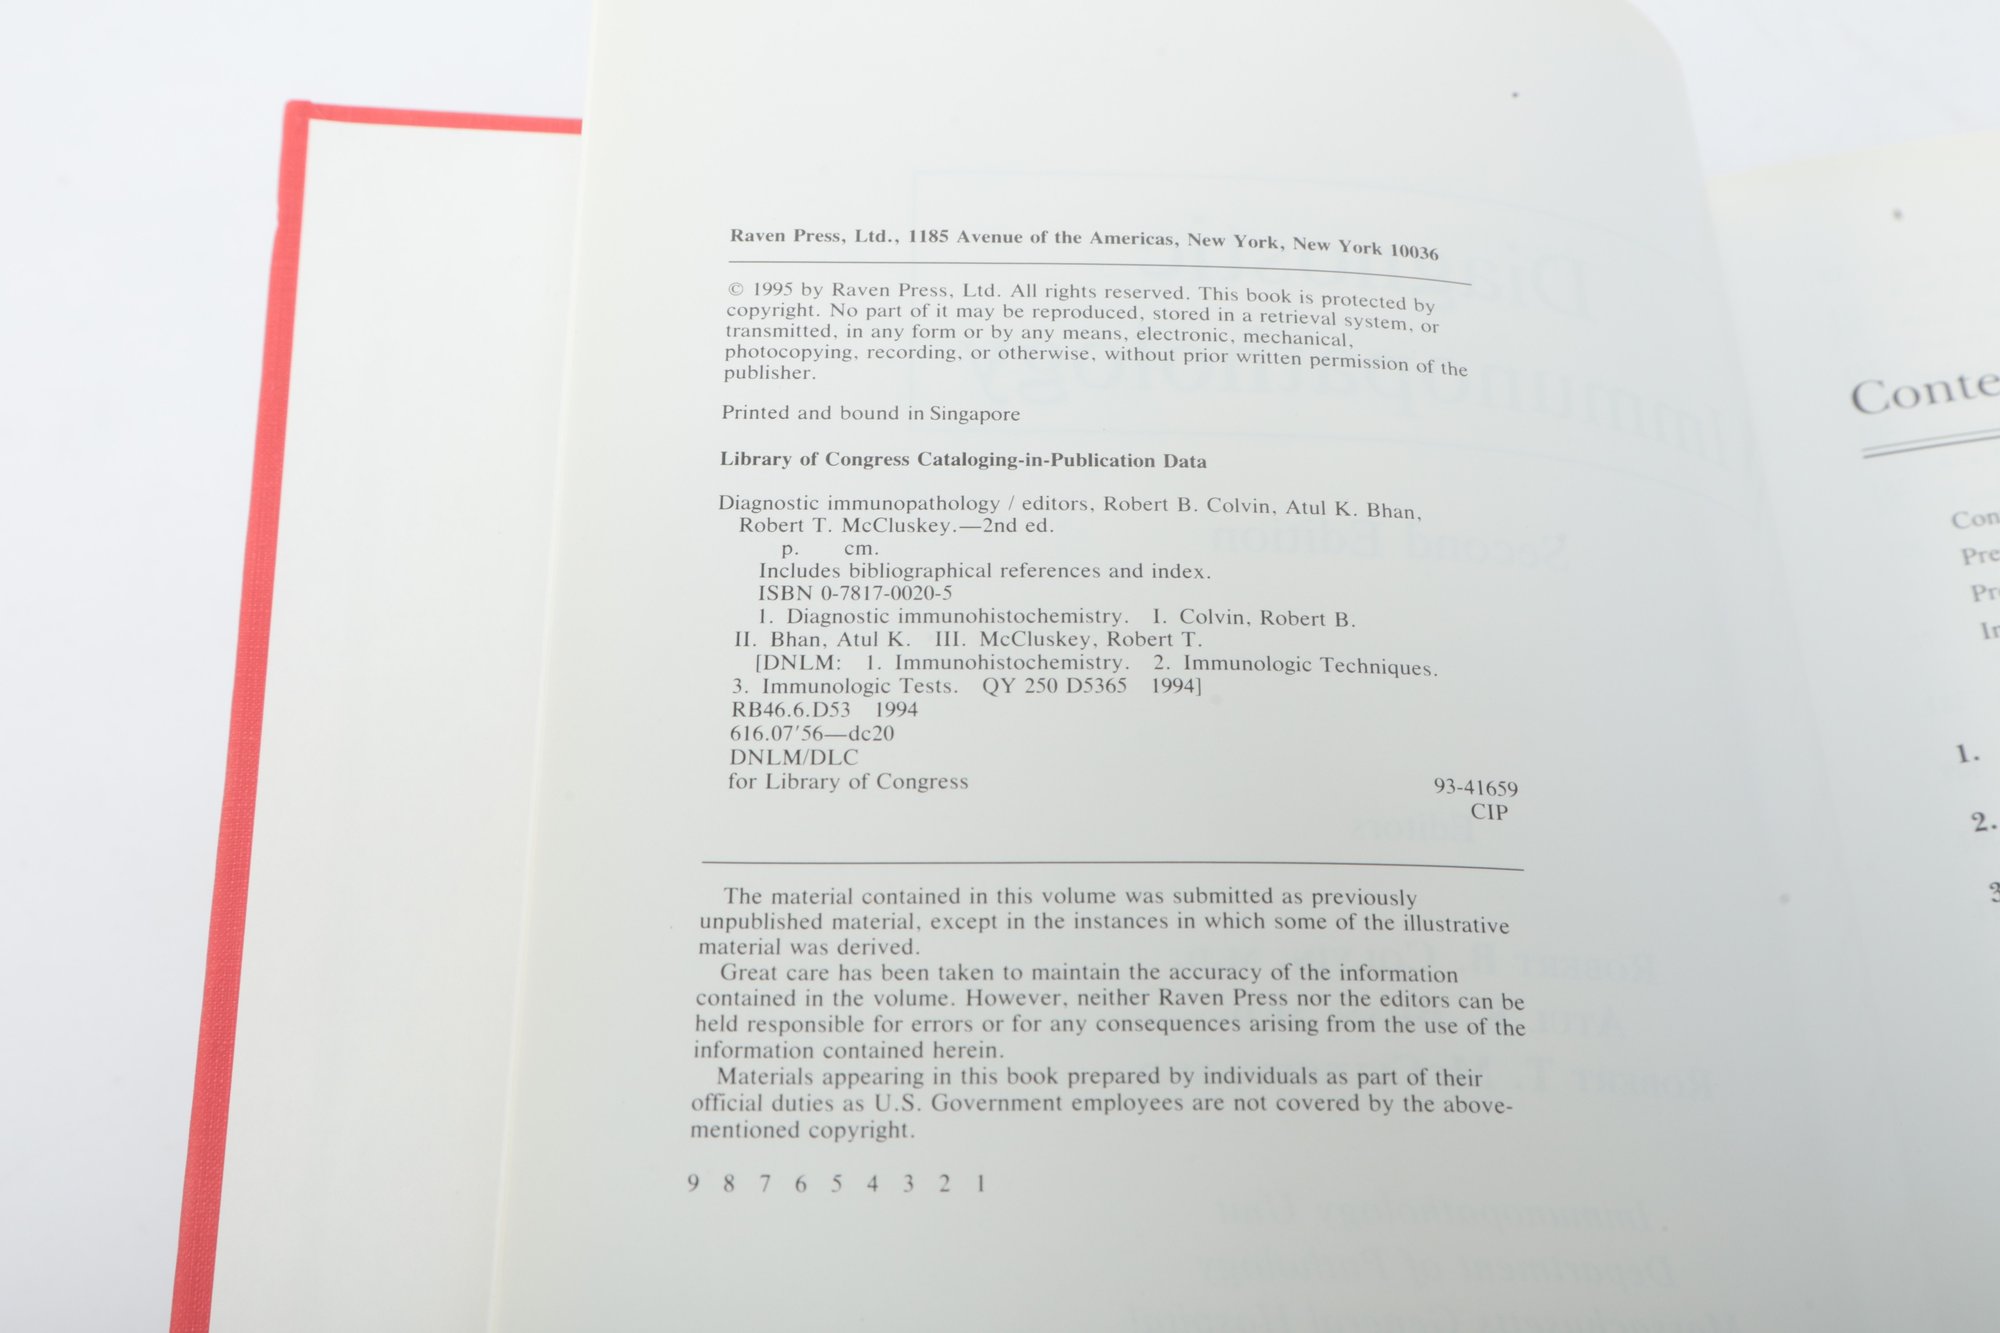 Raven Press, Ltd., 1185 Avenue of the Americas, New York, New York 10036
© 1995 by Raven Press, Ltd. All rights reserved. This book is protected by
copyright. No part of it may be reproduced, stored in a retrieval system, or
transmitted, in any form or by any means, electronic, mechanical,
photocopying, recording, or otherwise, without prior written permission of the
publisher.
Printed and bound in Singapore
Library of Congress Cataloging-in-Publication Data
Diagnostic immunopathology / editors, Robert B. Colvin, Atul K. Bhan,
Robert T. McCluskey.—2nd ed.
p. cm.
Includes bibliographical references and index.
ISBN 0-7817-0020-5
1. Diagnostic immunohistochemistry. I. Colvin, Robert B.
II. Bhan, Atul K. III. McCluskey, Robert T.
[DNLM: 1. Immunohistochemistry. 2. Immunologic Techniques.
3. Immunologic Tests. QY 250 D5365 1994]
RB46.6.D53 1994
616.07'56—dc20
DNLM/DLC
for Library of Congress 93-41659
CIP
The material contained in this volume was submitted as previously
unpublished material, except in the instances in which some of the illustrative
material was derived.
Great care has been taken to maintain the accuracy of the information
contained in the volume. However, neither Raven Press nor the editors can be
held responsible for errors or for any consequences arising from the use of the
information contained herein.
Materials appearing in this book prepared by individuals as part of their
official duties as U.S. Government employees are not covered by the above-
mentioned copyright.
9 8 7 6 5 4 3 2 1
Conte
Con
Pre
1.
2.
3